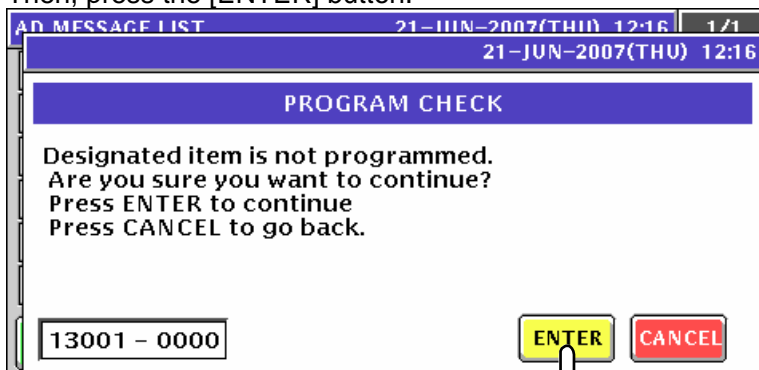 Then, press the [ENTER] button.
AD MESSAGE LIST 21-JUN-2007(THU) 12:16 1/1
21-JUN-2007(THU) 12:16
PROGRAM CHECK
Designated item is not programmed.
Are you sure you want to continue?
Press ENTER to continue
Press CANCEL to go back.
13001 - 0000 ENTER CANCEL